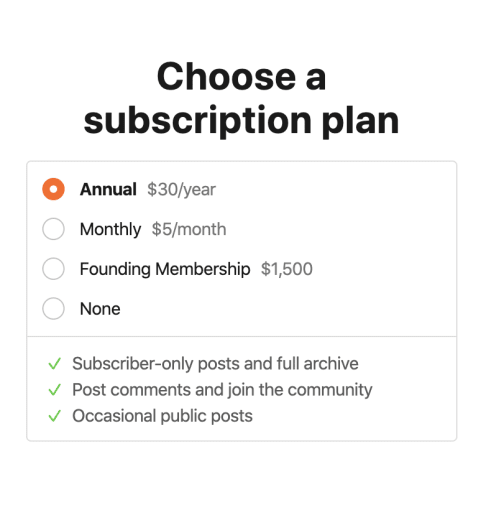 Choose a
subscription plan
Annual $30/year
Monthly $5/month
Founding Membership $1,500
None
Subscriber-only posts and full archive
Post comments and join the community
Occasional public posts